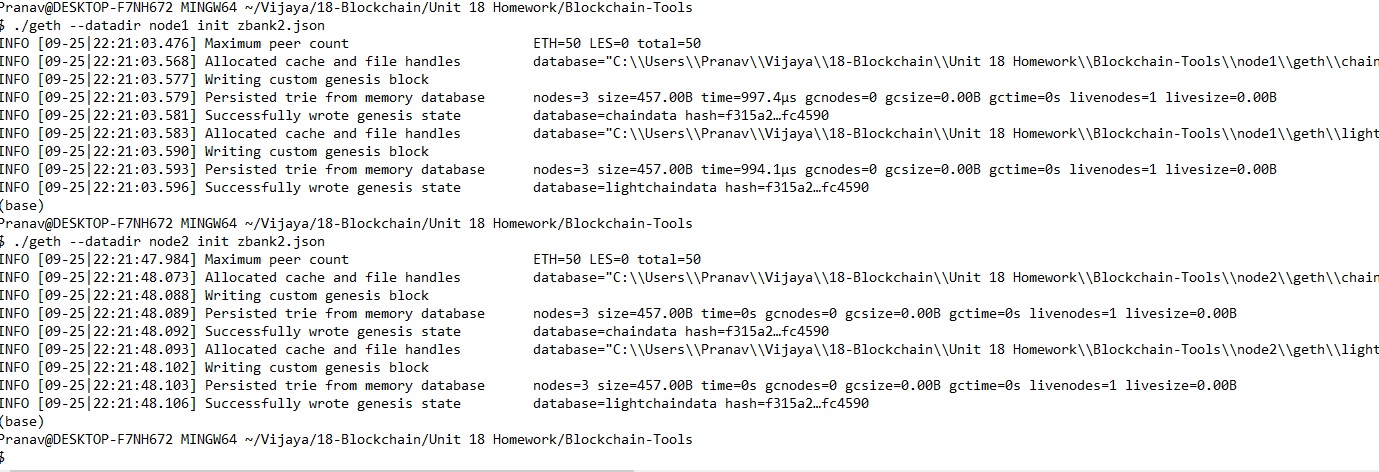 Pranav@DESKTOP-F7NH672 MINGW64 ~/Vijaya/18-Blockchain/Unit 18 Homework/Blockchain-Tools
$ ./geth --datadir node1 init zbank2.json
INFO [09-25|22:21:03.476] Maximum peer count                       ETH=50 LES=0 total=50
INFO [09-25|22:21:03.568] Allocated cache and file handles         database="C:\\Users\\Pranav\\Vijaya\\18-Blockchain\\Unit 18 Homework\\Blockchain-Tools\\node1\\geth\\chain
INFO [09-25|22:21:03.577] Writing custom genesis block
INFO [09-25|22:21:03.579] Persisted trie from memory database      nodes=3 size=457.00B time=997.4µs gcnodes=0 gcsize=0.00B gctime=0s livenodes=1 livesize=0.00B
INFO [09-25|22:21:03.581] Successfully wrote genesis state         database=chaindata hash=f315a2…fc4590
INFO [09-25|22:21:03.583] Allocated cache and file handles         database="C:\\Users\\Pranav\\Vijaya\\18-Blockchain\\Unit 18 Homework\\Blockchain-Tools\\node1\\geth\\light
INFO [09-25|22:21:03.590] Writing custom genesis block
INFO [09-25|22:21:03.593] Persisted trie from memory database      nodes=3 size=457.00B time=994.1µs gcnodes=0 gcsize=0.00B gctime=0s livenodes=1 livesize=0.00B
INFO [09-25|22:21:03.596] Successfully wrote genesis state         database=lightchaindata hash=f315a2…fc4590
(base)
Pranav@DESKTOP-F7NH672 MINGW64 ~/Vijaya/18-Blockchain/Unit 18 Homework/Blockchain-Tools
$ ./geth --datadir node2 init zbank2.json
INFO [09-25|22:21:47.984] Maximum peer count                       ETH=50 LES=0 total=50
INFO [09-25|22:21:48.073] Allocated cache and file handles         database="C:\\Users\\Pranav\\Vijaya\\18-Blockchain\\Unit 18 Homework\\Blockchain-Tools\\node2\\geth\\chain
INFO [09-25|22:21:48.088] Writing custom genesis block
INFO [09-25|22:21:48.089] Persisted trie from memory database      nodes=3 size=457.00B time=0s gcnodes=0 gcsize=0.00B gctime=0s livenodes=1 livesize=0.00B
INFO [09-25|22:21:48.092] Successfully wrote genesis state         database=chaindata hash=f315a2…fc4590
INFO [09-25|22:21:48.093] Allocated cache and file handles         database="C:\\Users\\Pranav\\Vijaya\\18-Blockchain\\Unit 18 Homework\\Blockchain-Tools\\node2\\geth\\light
INFO [09-25|22:21:48.102] Writing custom genesis block
INFO [09-25|22:21:48.103] Persisted trie from memory database      nodes=3 size=457.00B time=0s gcnodes=0 gcsize=0.00B gctime=0s livenodes=1 livesize=0.00B
INFO [09-25|22:21:48.106] Successfully wrote genesis state         database=lightchaindata hash=f315a2…fc4590
(base)
Pranav@DESKTOP-F7NH672 MINGW64 ~/Vijaya/18-Blockchain/Unit 18 Homework/Blockchain-Tools
$